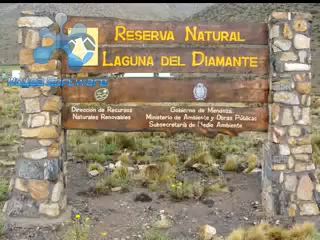 Reserva Natural
Laguna del Diamante
Dirección de Recursos
Naturales Renovables
Gobierno de Mendoza
Ministerio de Ambiente y Obras Públicas
Subsecretaría de Medio Ambiente